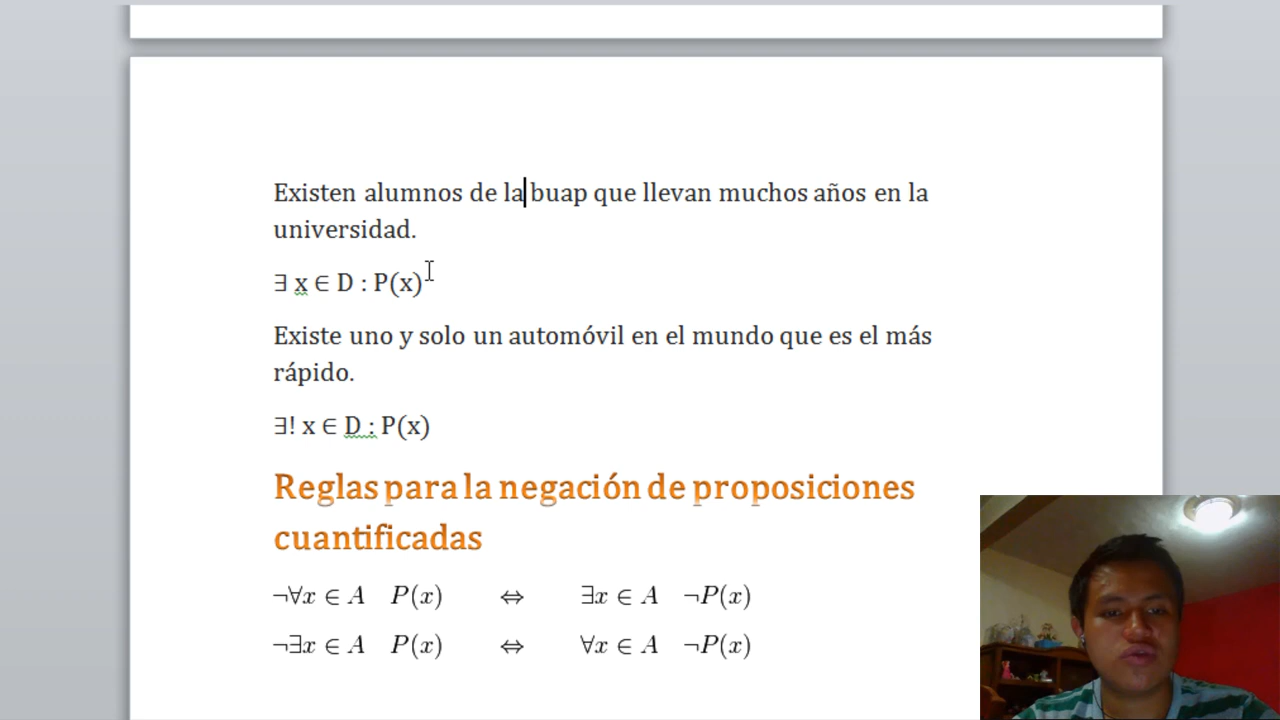 Existen alumnos de la buap que llevan muchos años en la
universidad.
∃ x ∈ D : P(x)
Existe uno y solo un automóvil en el mundo que es el más
rápido.
∃! x ∈ D : P(x)
Reglas para la negación de proposiciones
cuantificadas
¬∀x ∈ A P(x) ⇔ ∃x ∈ A ¬P(x)
¬∃x ∈ A P(x) ⇔ ∀x ∈ A ¬P(x)